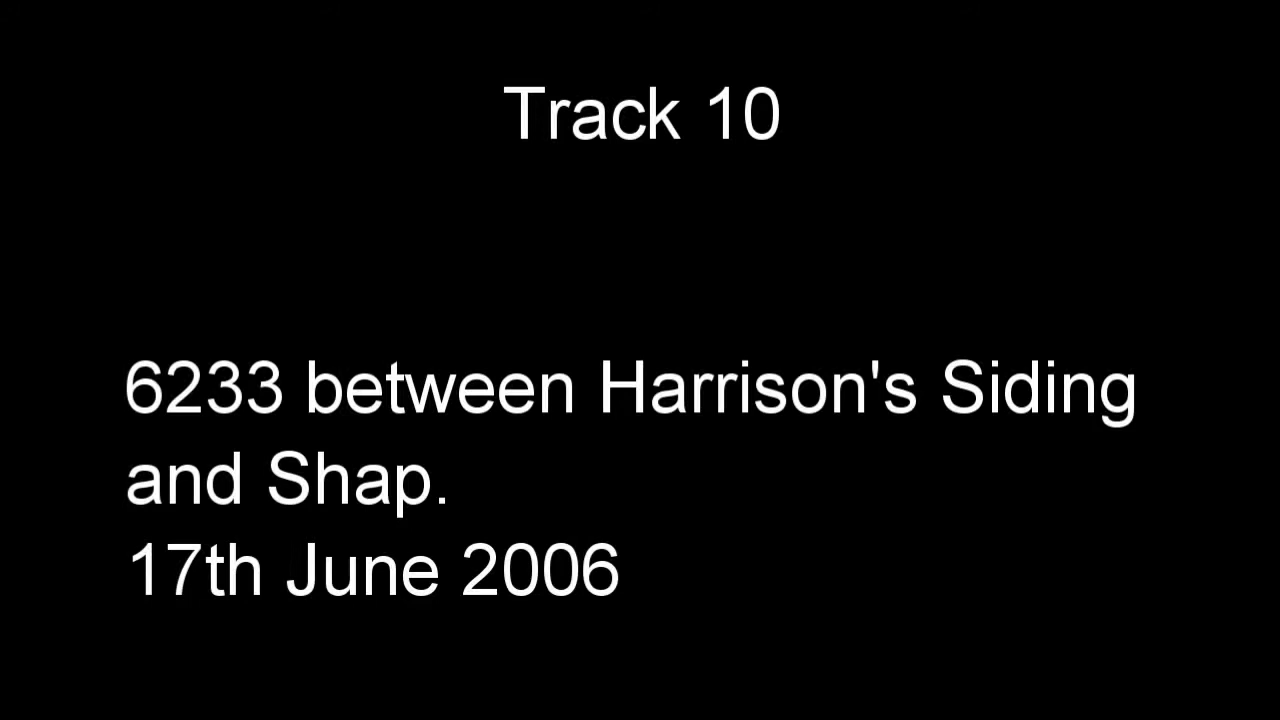 Track 10
6233 between Harrison's Siding
and Shap.
17th June 2006